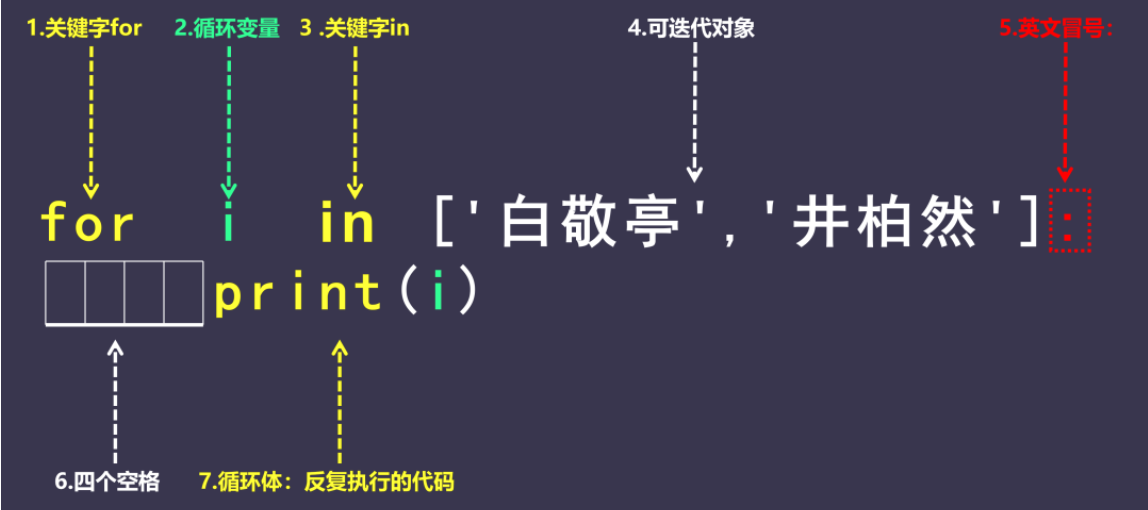 1.关键字for 2.循环变量 3 .关键字in 4.可迭代对象 5.英文冒号:
for i in ['白敬亭', '井柏然']:
print(i)
6.四个空格 7.循环体：反复执行的代码